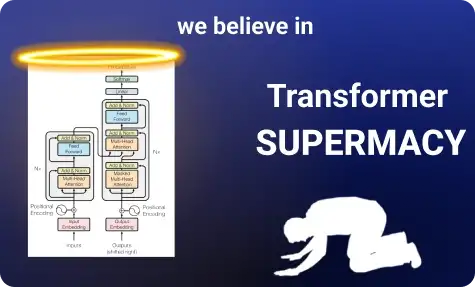 we believe in
Transformer
SUPERMACY
Softmax
Linear
Add & Norm
Feed
Forward
Add & Norm
Multi-Head
Attention
Add & Norm
Feed
Forward
Nx
Add & Norm
Multi-Head
Attention
Nx
Add & Norm
Masked
Multi-Head
Attention
Positional
Encoding
Positional
Encoding
Input
Embedding
Output
Embedding
Inputs
Outputs
(shifted right)